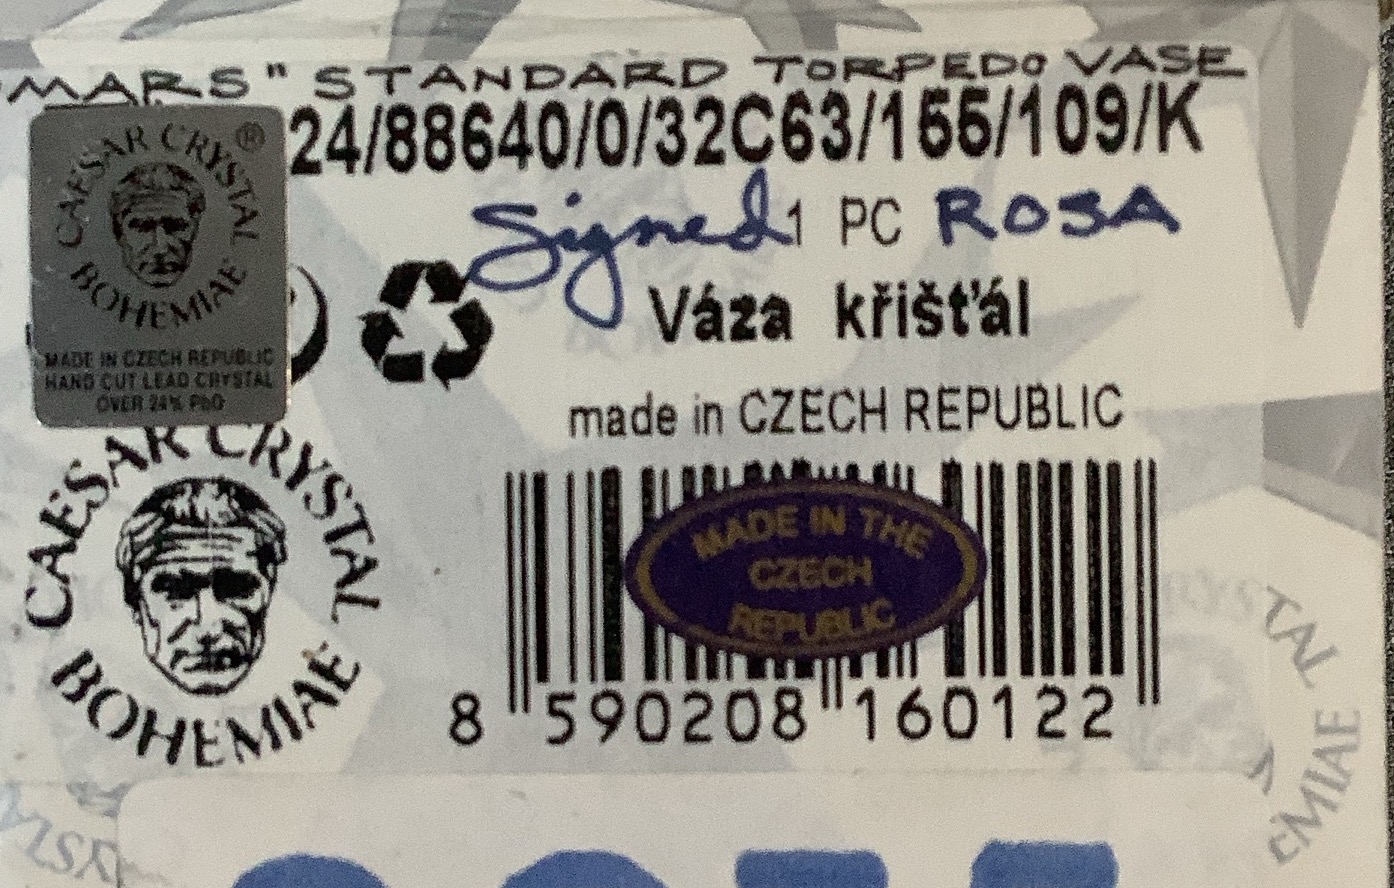 "MARS" STANDARD TORPEDO VASE
24/88640/0/32C63/155/109/K
CAESAR CRYSTAL ®
BOHEMIAE
MADE IN CZECH REPUBLIC
HAND CUT LEAD CRYSTAL
OVER 24% PbO
Signed 1 PC ROSA
Váza křišťál
made in CZECH REPUBLIC
CAESAR CRYSTAL
BOHEMIAE
MADE IN THE
CZECH
REPUBLIC
8 590208 160122